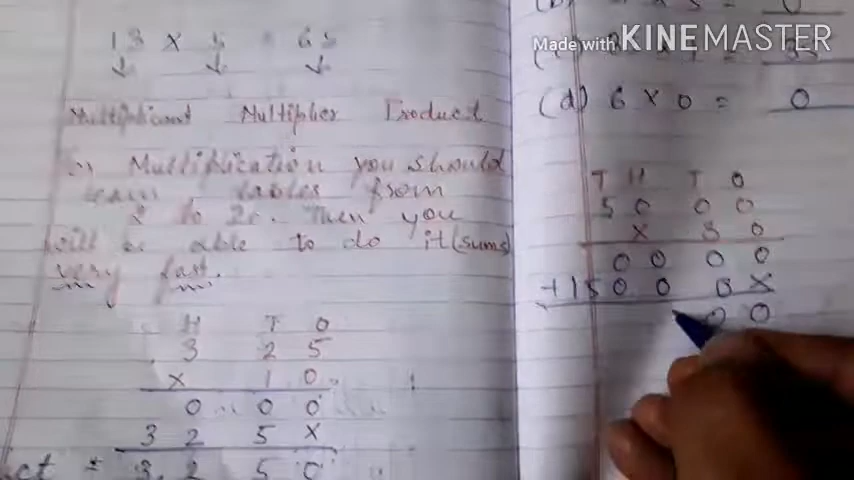 13 x 5 = 65
Multiplicand Multiplier Product
In Multiplication you should
learn tables from
2 to 20. Then you
will be able to do it (sums)
very fast.
H T O
3 2 5
x 1 0
0 0 0
3 2 5 x
3 2 5 0
Made with KINEMASTER
(d) 6 x 0 = 0
T H T O
5 0 0 0
x 3 0
0 0 0 0
+15 0 0 0 x
0 0